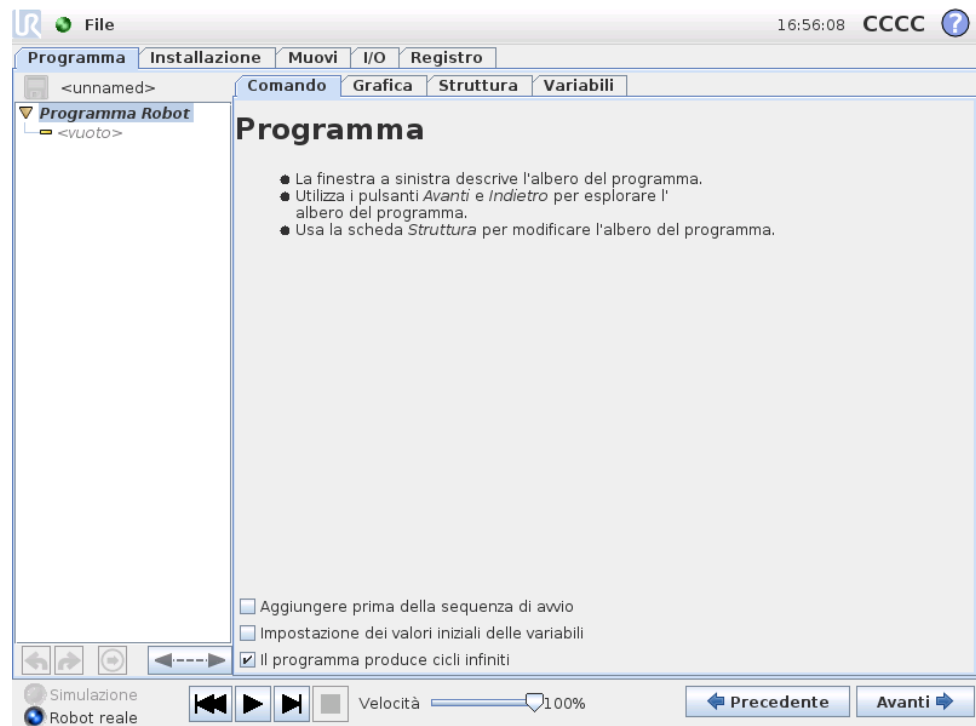 UR File 16:56:08 CCCC ?
Programma Installazione Muovi I/O Registro
<unnamed> Comando Grafica Struttura Variabili
Programma Robot
<vuoto>
Programma
La finestra a sinistra descrive l'albero del programma.
Utilizza i pulsanti Avanti e Indietro per esplorare l'
albero del programma.
Usa la scheda Struttura per modificare l'albero del programma.
Aggiungere prima della sequenza di avvio
Impostazione dei valori iniziali delle variabili
Il programma produce cicli infiniti
Simulazione
Robot reale
Velocità 100%
Precedente Avanti